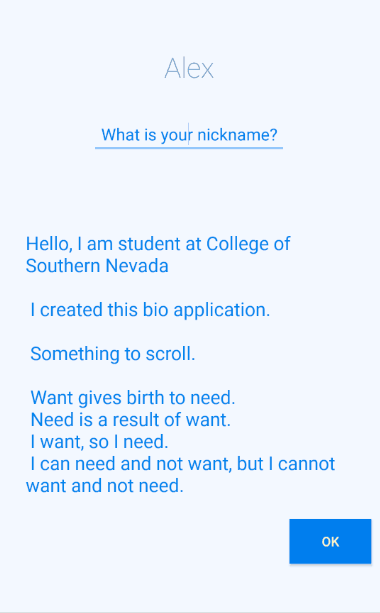 Alex
What is your nickname?
Hello, I am student at College of
Southern Nevada
I created this bio application.
Something to scroll.
Want gives birth to need.
Need is a result of want.
I want, so I need.
I can need and not want, but I cannot
want and not need.
OK